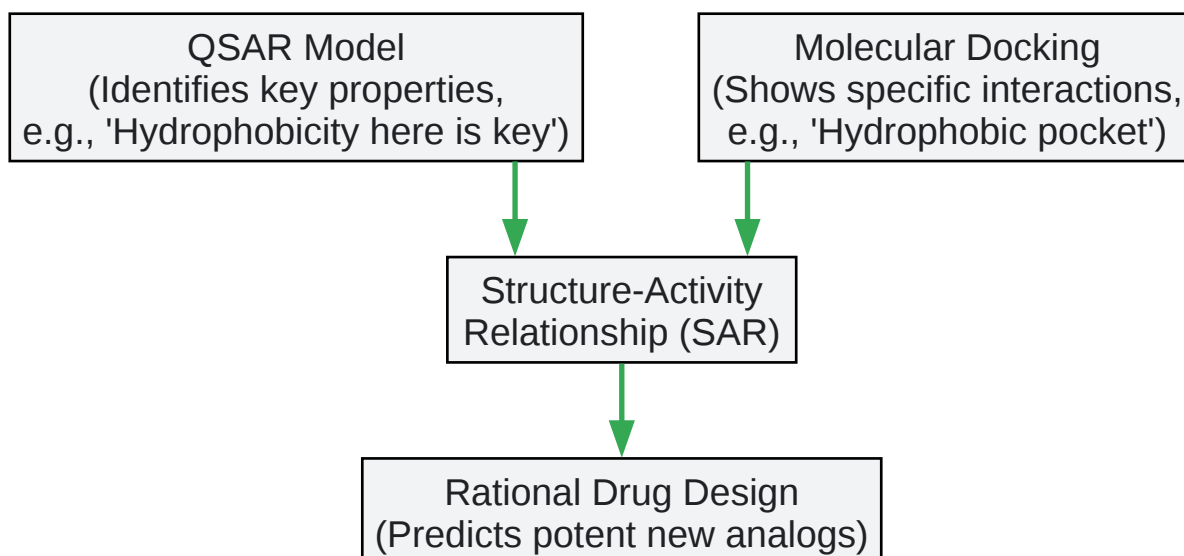 QSAR Model
(Identifies key properties,
e.g., 'Hydrophobicity here is key')
Molecular Docking
(Shows specific interactions,
e.g., 'Hydrophobic pocket')
Structure-Activity
Relationship (SAR)
Rational Drug Design
(Predicts potent new analogs)